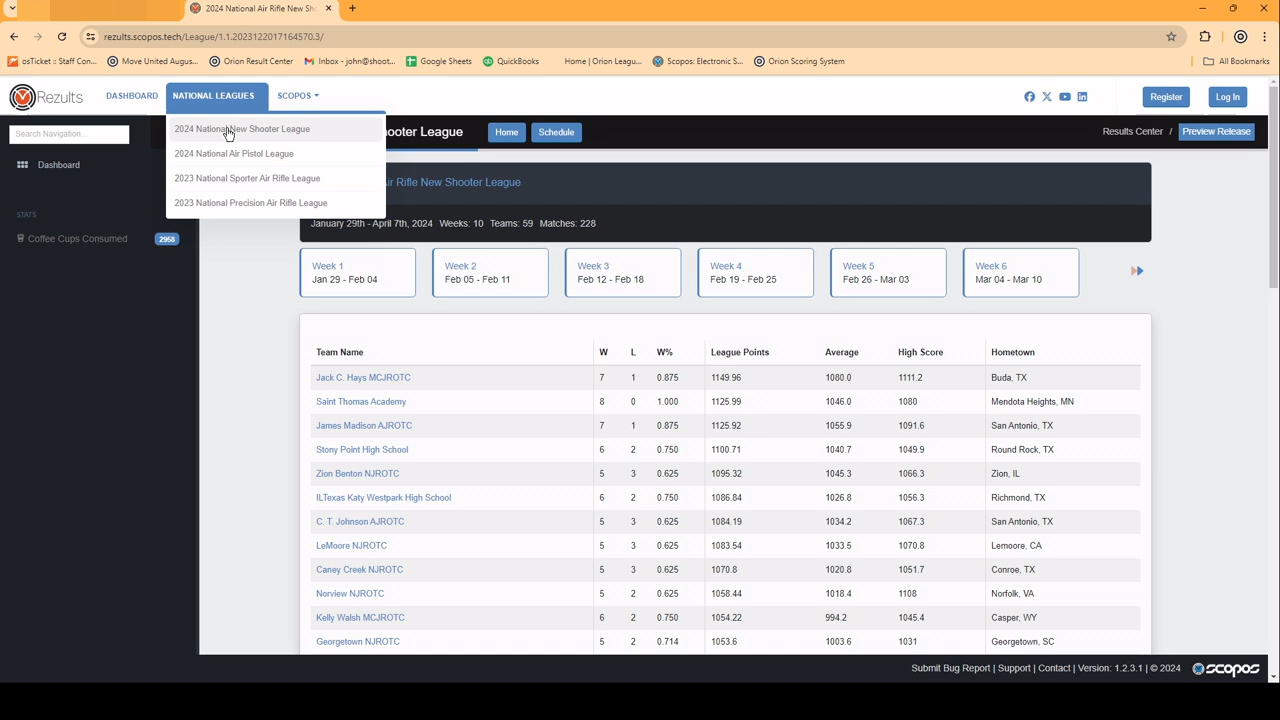 2024 National Air Rifle New Sho
rezults.scopos.tech/League/1.1.2023122017164570.3/
osTicket :: Staff Con...
Move United Augus...
Orion Result Center
Inbox - john@shoot...
Google Sheets
QuickBooks
Home | Orion Leagu...
Scopos: Electronic S...
Orion Scoring System
All Bookmarks
Rezults
DASHBOARD
NATIONAL LEAGUES
SCOPOS
Register
Log In
2024 National New Shooter League
2024 National Air Pistol League
2023 National Sporter Air Rifle League
2023 National Precision Air Rifle League
Search Navigation...
Dashboard
STATS
Coffee Cups Consumed 2958
ooter League
Home
Schedule
Results Center / Preview Release
Air Rifle New Shooter League
January 29th - April 7th, 2024 Weeks: 10 Teams: 59 Matches: 228
Week 1
Jan 29 - Feb 04
Week 2
Feb 05 - Feb 11
Week 3
Feb 12 - Feb 18
Week 4
Feb 19 - Feb 25
Week 5
Feb 26 - Mar 03
Week 6
Mar 04 - Mar 10
Team Name W L W% League Points Average High Score Hometown
Jack C. Hays MCJROTC 7 1 0.875 1149.96 1080.0 1111.2 Buda, TX
Saint Thomas Academy 8 0 1.000 1125.99 1046.0 1080 Mendota Heights, MN
James Madison AJROTC 7 1 0.875 1125.92 1055.9 1091.6 San Antonio, TX
Stony Point High School 6 2 0.750 1100.71 1040.7 1049.9 Round Rock, TX
Zion Benton NJROTC 5 3 0.625 1095.32 1045.3 1066.3 Zion, IL
ILTexas Katy Westpark High School 6 2 0.750 1086.84 1026.8 1056.3 Richmond, TX
C. T. Johnson AJROTC 5 3 0.625 1084.19 1034.2 1067.3 San Antonio, TX
LeMoore NJROTC 5 3 0.625 1083.54 1033.5 1070.8 Lemoore, CA
Caney Creek NJROTC 5 3 0.625 1070.8 1020.8 1051.7 Conroe, TX
Norview NJROTC 5 2 0.625 1058.44 1018.4 1108 Norfolk, VA
Kelly Walsh MCJROTC 6 2 0.750 1054.22 994.2 1045.4 Casper, WY
Georgetown NJROTC 5 2 0.714 1053.6 1003.6 1031 Georgetown, SC
Submit Bug Report | Support | Contact | Version: 1.2.3.1 | © 2024 scopos